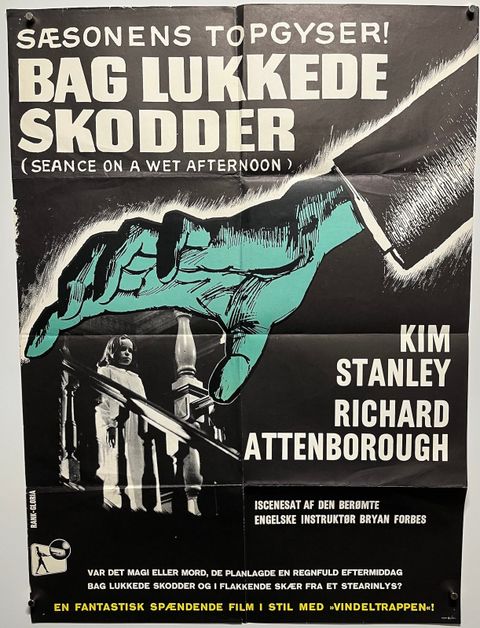 SÆSONENS TOPGYSER!
BAG LUKKEDE
SKODDER
(SEANCE ON A WET AFTERNOON)
KIM
STANLEY
RICHARD
ATTENBOROUGH
ISCENESAT AF DEN BERØMTE
ENGELSKE INSTRUKTØR BRYAN FORBES
RANK-GLORIA
VAR DET MAGI ELLER MORD, DE PLANLAGDE EN REGNFULD EFTERMIDDAG
BAG LUKKEDE SKODDER OG I FLAKKENDE SKÆR FRA ET STEARINLYS?
EN FANTASTISK SPÆNDENDE FILM I STIL MED »VINDELTRAPPEN«!